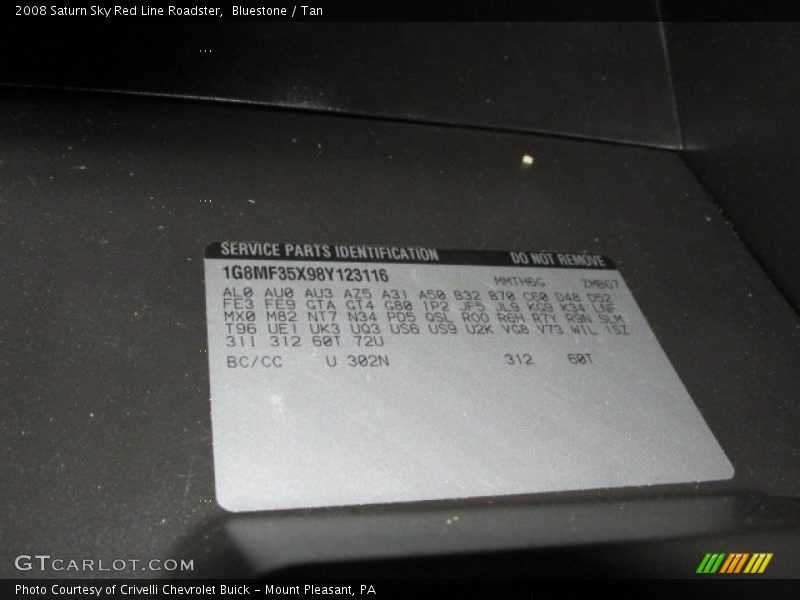 2008 Saturn Sky Red Line Roadster,  Bluestone / Tan
SERVICE PARTS IDENTIFICATION DO NOT REMOVE
1G8MF35X98Y123116 MMTH6G ZMBG7
AL0 AU0 AU3 AZ5 A31 A50 B32 B70 C60 D48 D52
FE3 FE9 GTA GT4 G80 IP2 JF5 JL9 KG9 K34 LNF
MX0 M82 NT7 N34 PD5 QSL R00 R6H R7Y R9N SLM
T96 UE1 UK3 UQ3 US6 US9 U2K VG8 V73 WIL 1SZ
31I 312 60T 72U
BC/CC U 302N 312 60T
GTCARLOT.COM
Photo Courtesy of Crivelli Chevrolet Buick – Mount Pleasant, PA